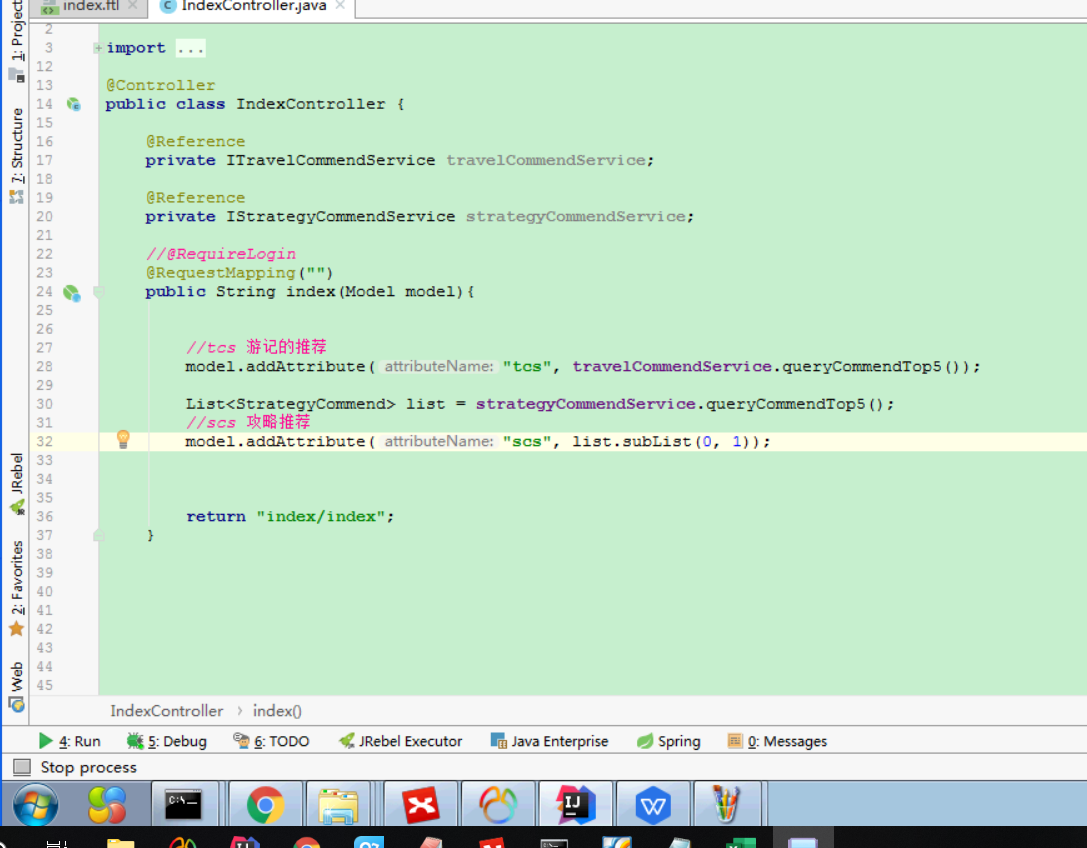 index.ftl
IndexController.java
1: Project
7: Structure
JRebel
2: Favorites
Web
2
3 import ...
12
13 @Controller
14 public class IndexController {
15
16 @Reference
17 private ITravelCommendService travelCommendService;
18
19 @Reference
20 private IStrategyCommendService strategyCommendService;
21
22 //@RequireLogin
23 @RequestMapping("")
24 public String index(Model model){
25
26
27 //tcs 游记的推荐
28 model.addAttribute( attributeName: "tcs", travelCommendService.queryCommendTop5());
29
30 List<StrategyCommend> list = strategyCommendService.queryCommendTop5();
31 //scs 攻略推荐
32 model.addAttribute( attributeName: "scs", list.subList(0, 1));
33
34
35
36 return "index/index";
37 }
38
39
40
41
42
43
44
45
IndexController › index()
4: Run 5: Debug 6: TODO JRebel Executor Java Enterprise Spring 0: Messages
Stop process